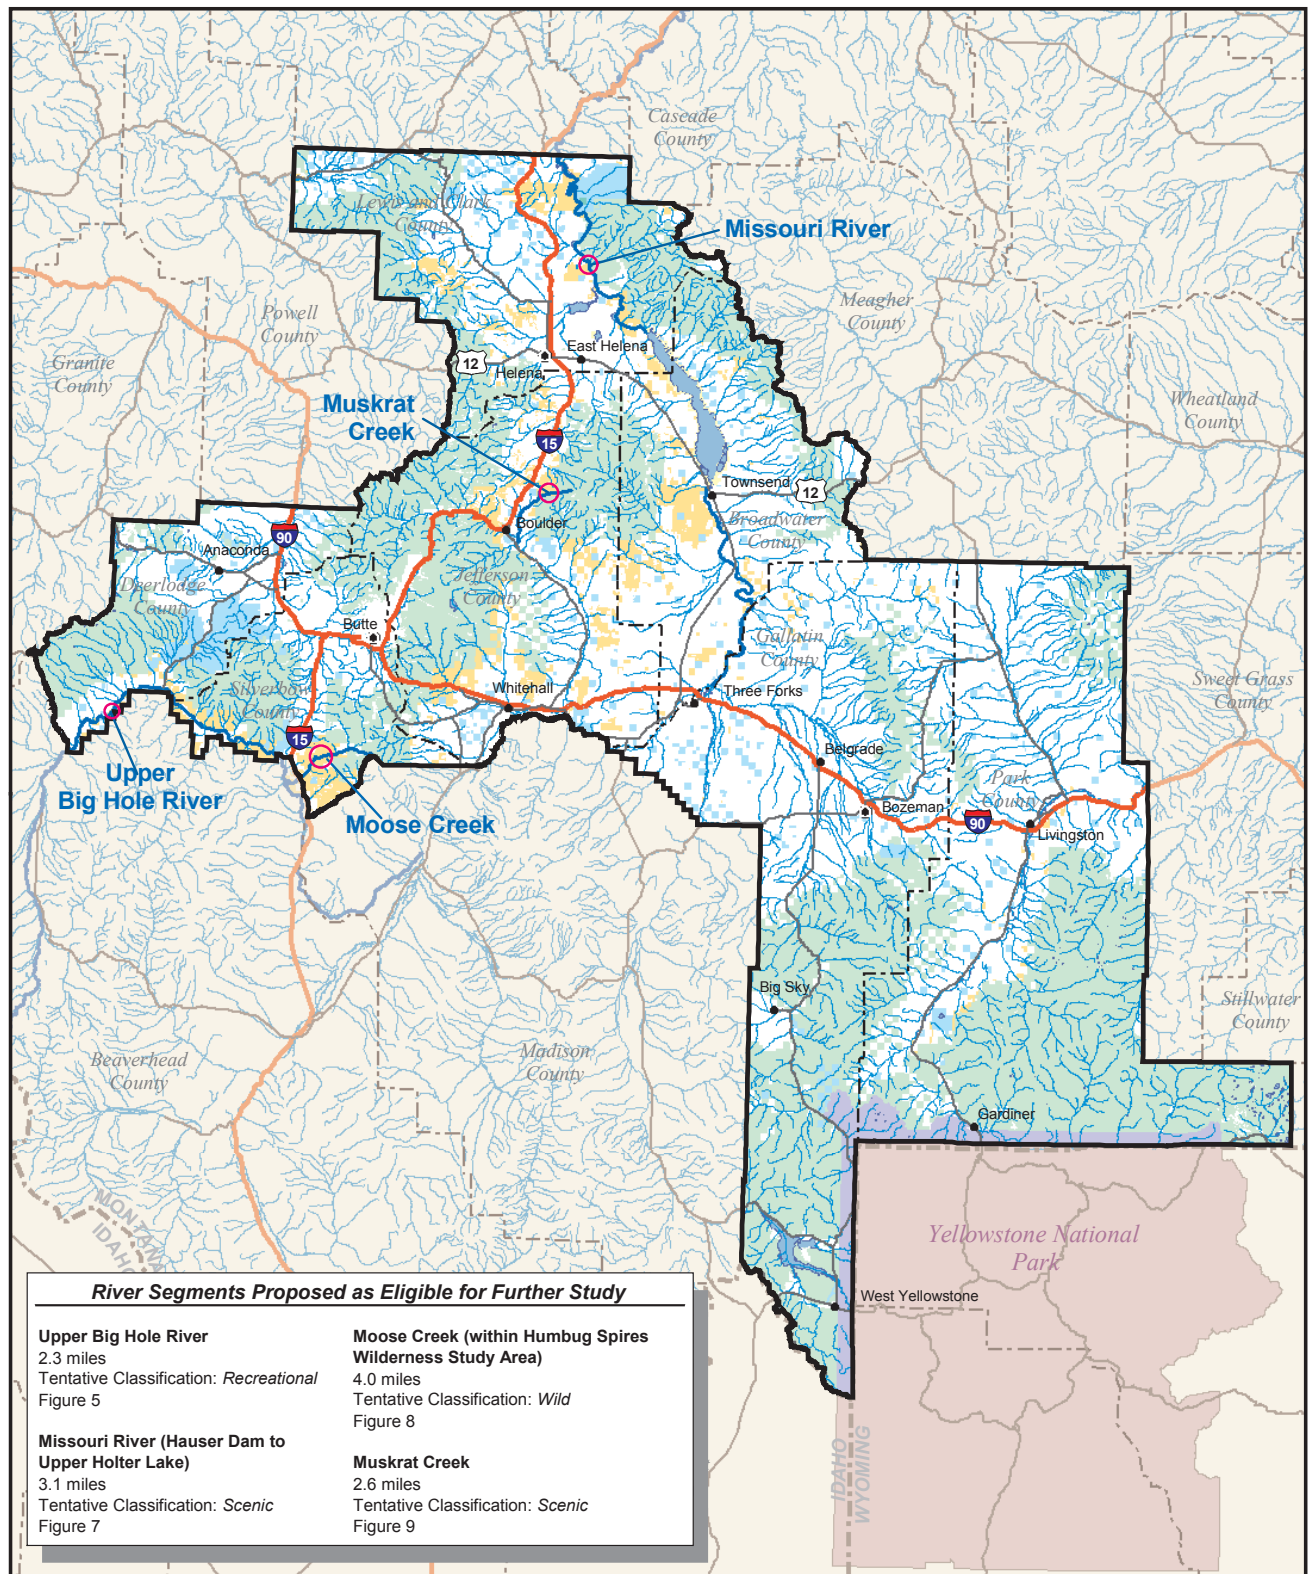 Cascade
County
Lewis and Clark
County
Missouri River
Meagher
County
Powell
County
Granite
County
12
East Helena
Helena
Wheatland
County
Muskrat
Creek
15
Townsend
12
Broadwater
County
Boulder
90
Anaconda
Deerlodge
County
Jefferson
County
Butte
Gallatin
County
Silverbow
County
Whitehall
Three Forks
Sweet Grass
County
15
Belgrade
Upper
Big Hole River
Park
County
Bozeman
90
Livingston
Moose Creek
Big Sky
Stillwater
County
Beaverhead
County
Madison
County
Gardiner
MONTANA
IDAHO
Yellowstone National
Park
West Yellowstone
IDAHO
WYOMING
River Segments Proposed as Eligible for Further Study
Upper Big Hole River
2.3 miles
Tentative Classification: Recreational
Figure 5
Missouri River (Hauser Dam to
Upper Holter Lake)
3.1 miles
Tentative Classification: Scenic
Figure 7
Moose Creek (within Humbug Spires
Wilderness Study Area)
4.0 miles
Tentative Classification: Wild
Figure 8
Muskrat Creek
2.6 miles
Tentative Classification: Scenic
Figure 9